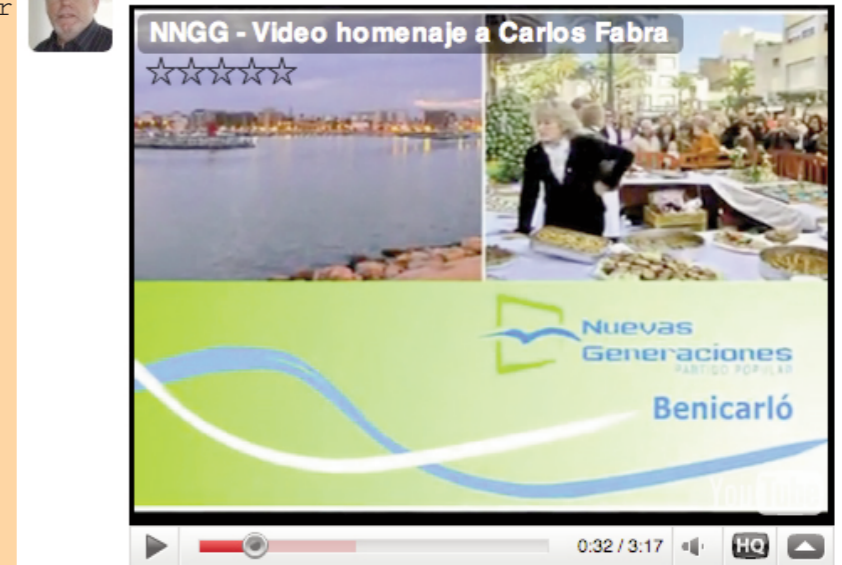 r
NNGG - Video homenaje a Carlos Fabra
Nuevas
Generaciones
PARTIDO POPULAR
Benicarló
YouTube
0:32 / 3:17
HQ